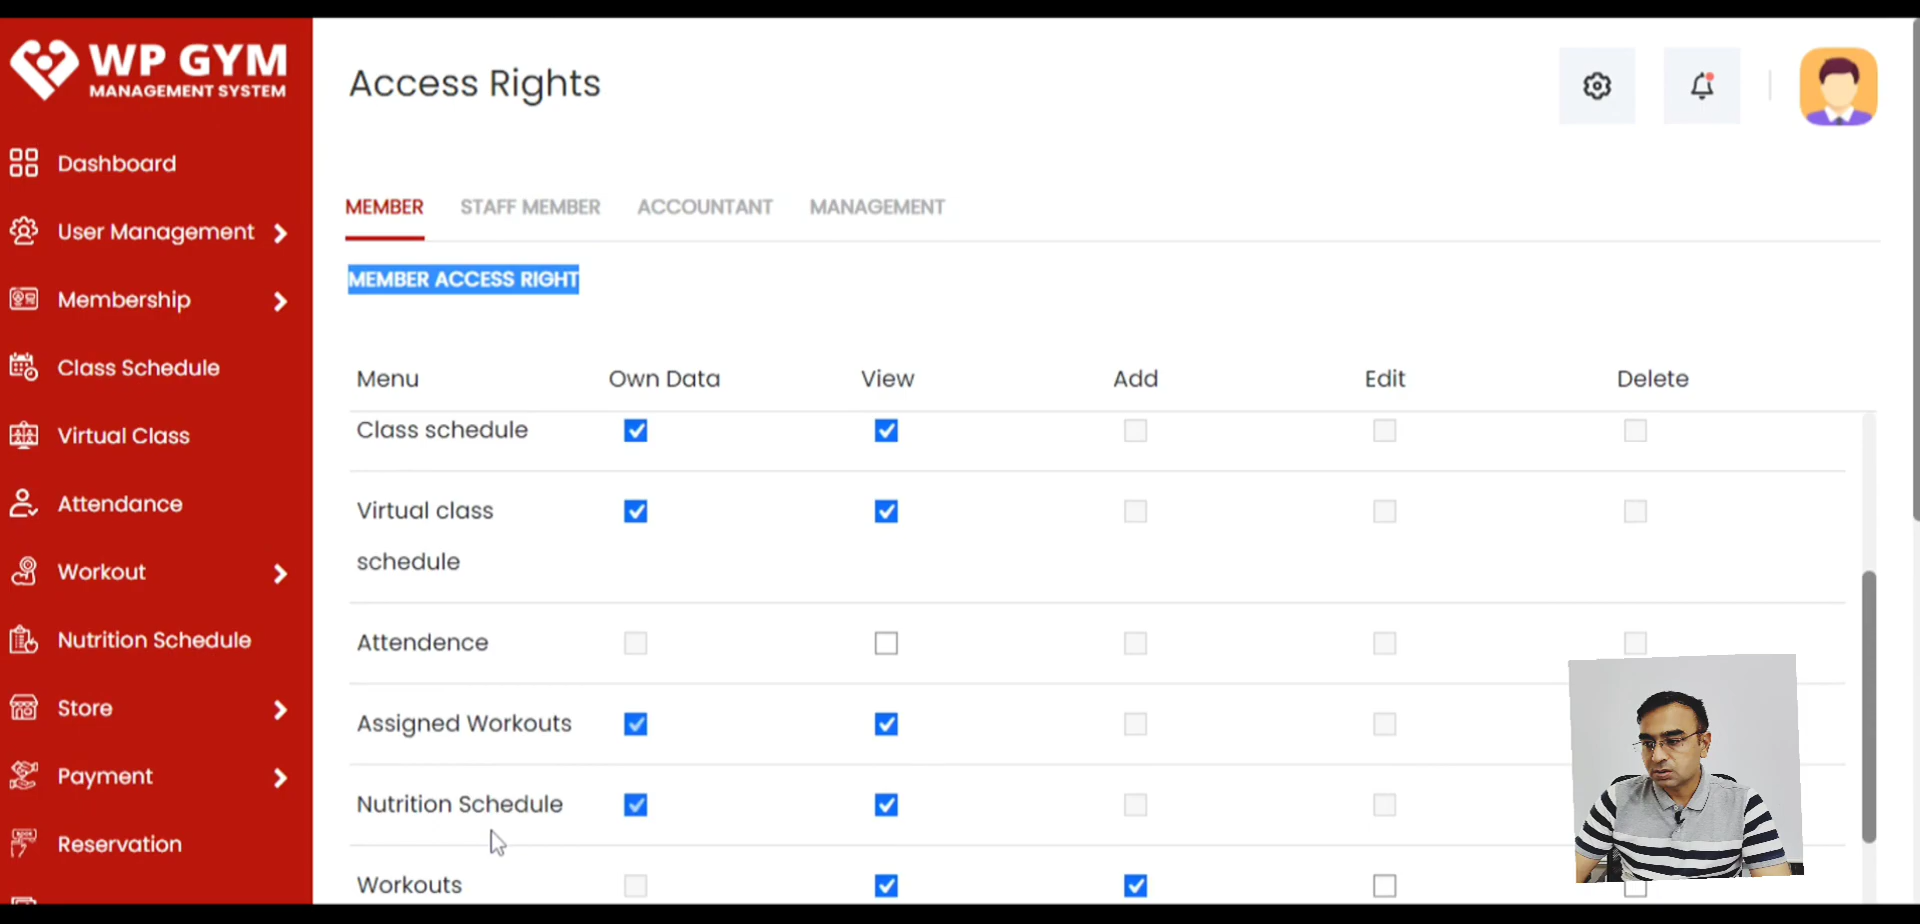 WP GYM
MANAGEMENT SYSTEM
Dashboard
User Management
Membership
Class Schedule
Virtual Class
Attendance
Workout
Nutrition Schedule
Store
Payment
Reservation
Access Rights
MEMBER STAFF MEMBER ACCOUNTANT MANAGEMENT
MEMBER ACCESS RIGHT
Menu Own Data View Add Edit Delete
Class schedule
Virtual class
schedule
Attendence
Assigned Workouts
Nutrition Schedule
Workouts